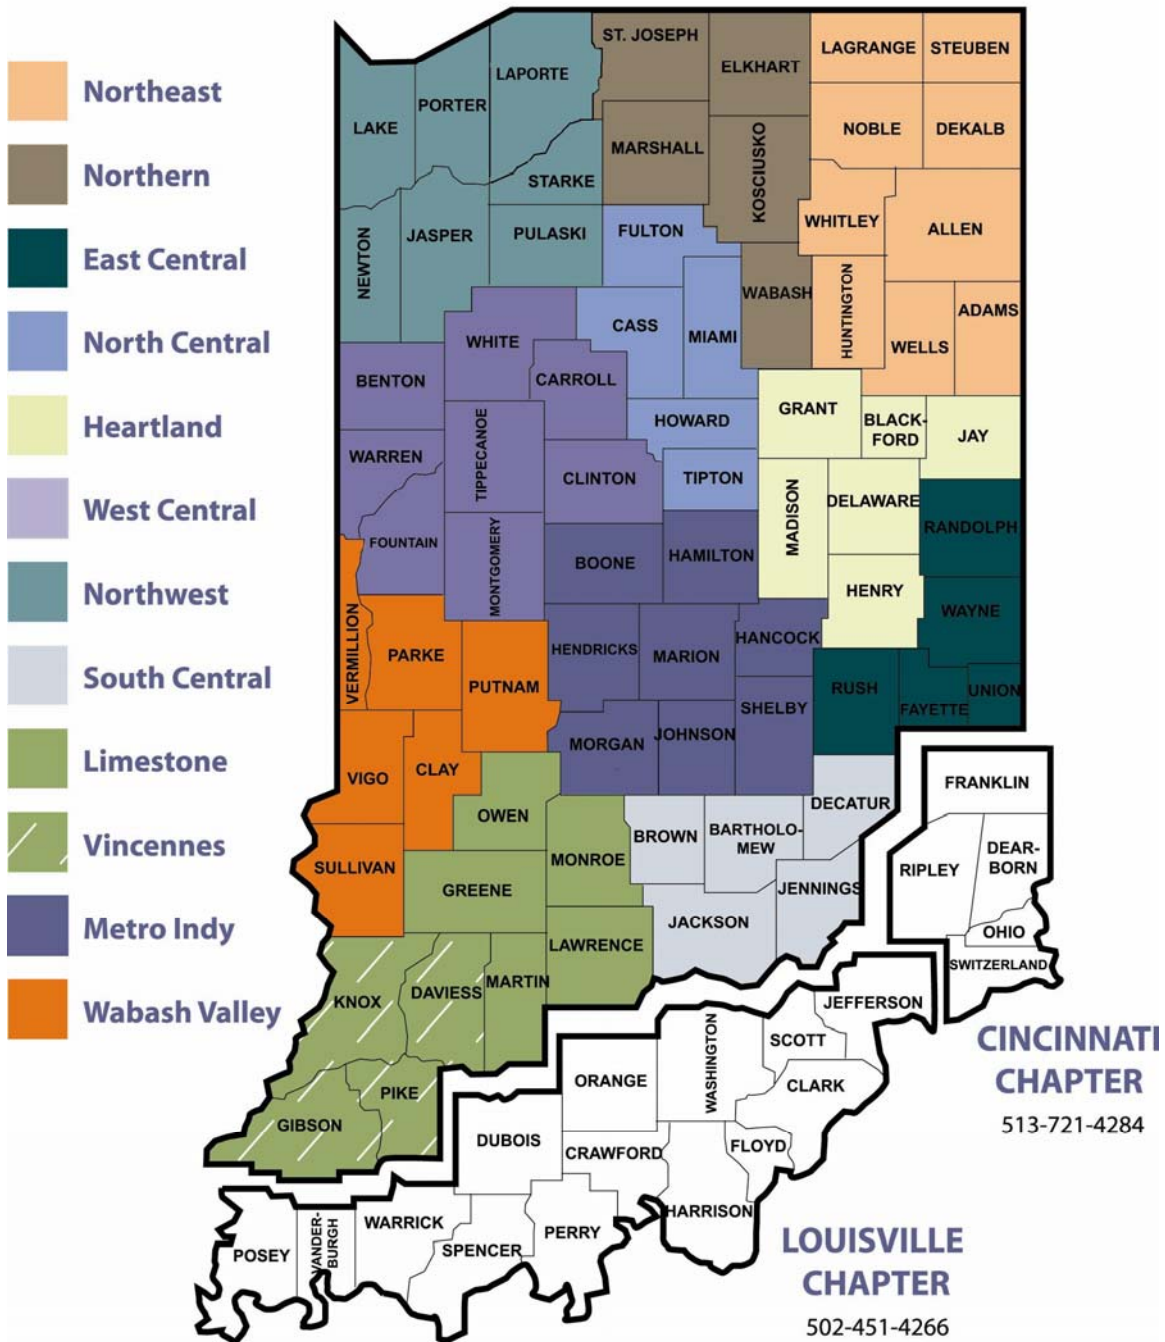 Northeast
Northern
East Central
North Central
Heartland
West Central
Northwest
South Central
Limestone
Vincennes
Metro Indy
Wabash Valley
ST. JOSEPH
ELKHART
LAGRANGE
STEUBEN
LAPORTE
PORTER
LAKE
NOBLE
DEKALB
MARSHALL
KOSCIUSKO
STARKE
WHITLEY
ALLEN
NEWTON
JASPER
PULASKI
FULTON
WABASH
HUNTINGTON
WELLS
ADAMS
WHITE
CASS
MIAMI
BENTON
CARROLL
HOWARD
GRANT
BLACK-
FORD
JAY
WARREN
TIPPECANOE
CLINTON
TIPTON
MADISON
DELAWARE
RANDOLPH
FOUNTAIN
MONTGOMERY
BOONE
HAMILTON
HENRY
WAYNE
VERMILLION
PARKE
PUTNAM
HENDRICKS
MARION
HANCOCK
RUSH
FAYETTE
UNION
SHELBY
MORGAN
JOHNSON
VIGO
CLAY
OWEN
DECATUR
FRANKLIN
BROWN
BARTHOLO-
MEW
MONROE
SULLIVAN
GREENE
JENNINGS
RIPLEY
DEAR-
BORN
JACKSON
OHIO
LAWRENCE
SWITZERLAND
KNOX
DAVIESS
MARTIN
JEFFERSON
WASHINGTON
SCOTT
CINCINNATI
CHAPTER
513-721-4284
ORANGE
CLARK
PIKE
GIBSON
DUBOIS
CRAWFORD
FLOYD
HARRISON
WARRICK
VANDER-
BURGH
POSEY
SPENCER
PERRY
LOUISVILLE
CHAPTER
502-451-4266